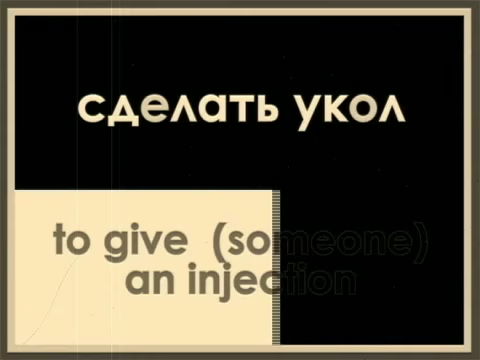 сделать укол
to give (someone)
an injection